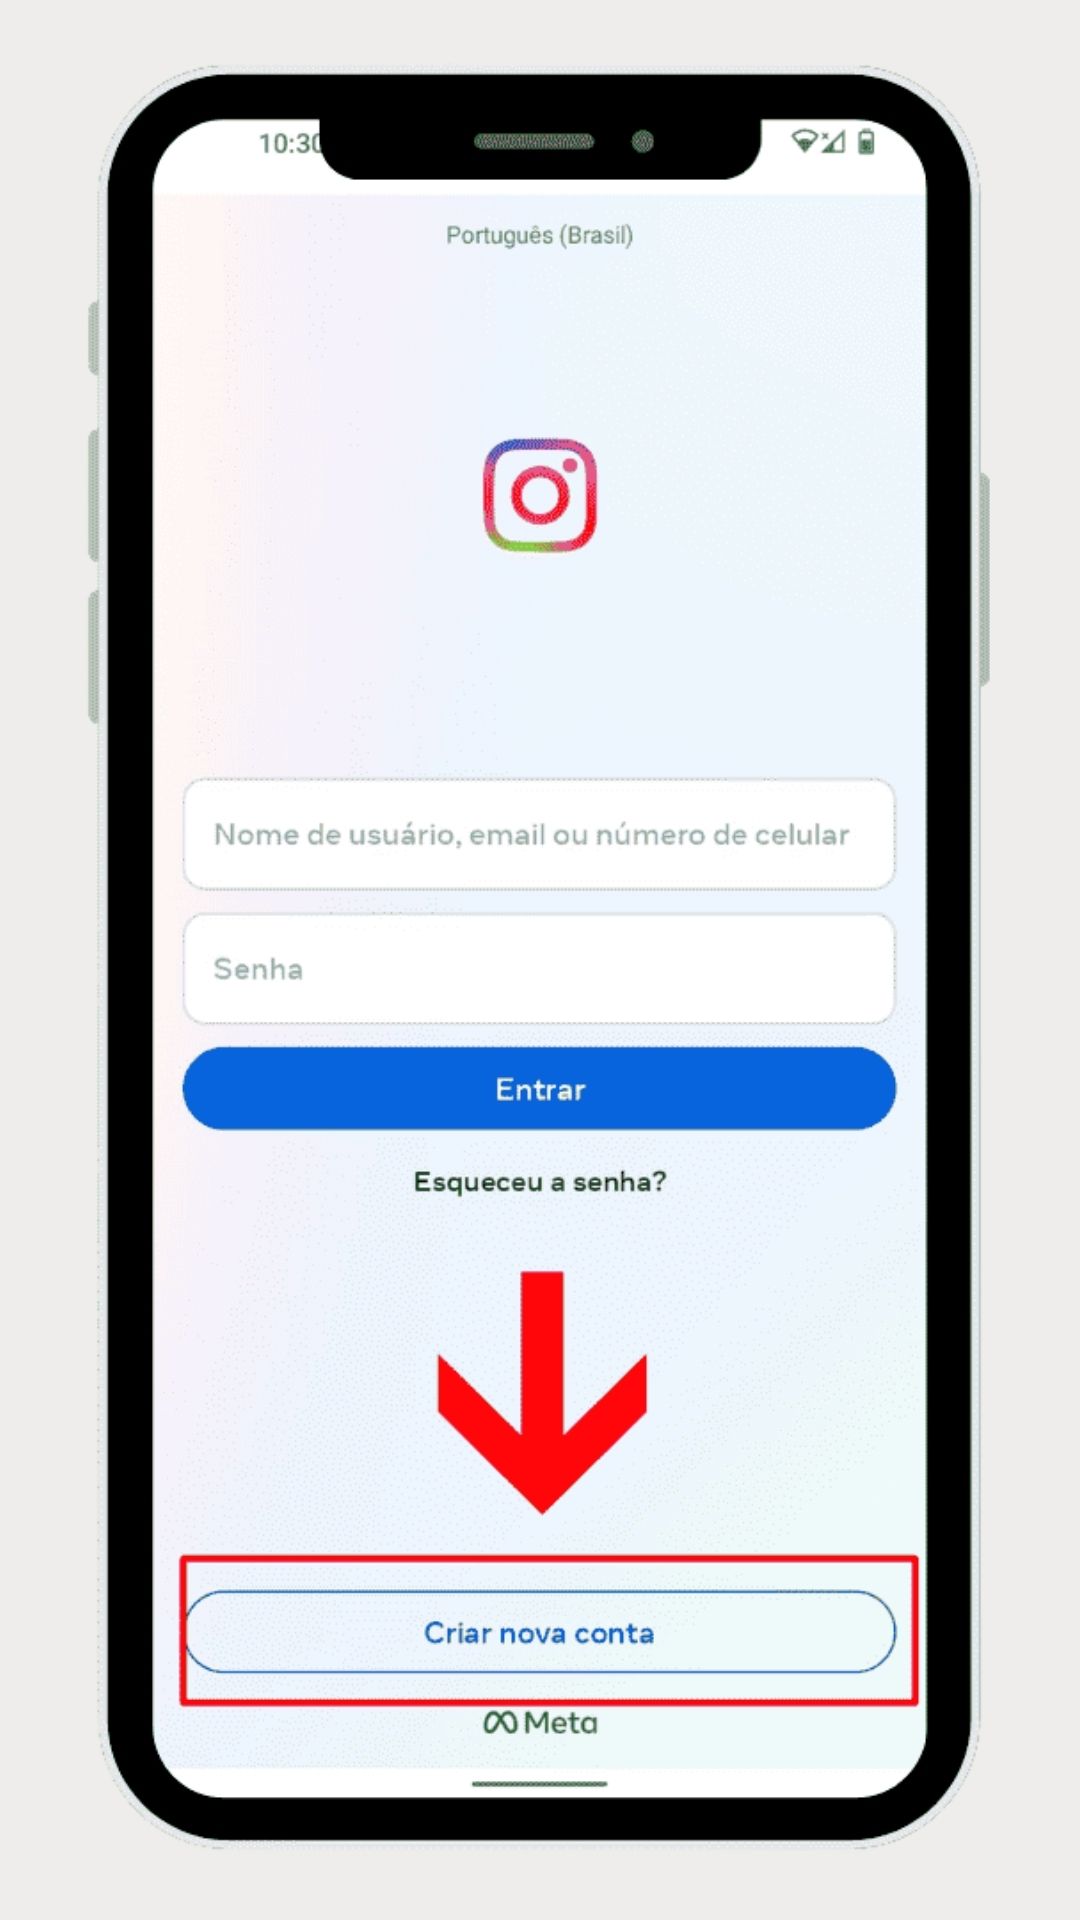 10:30
Português (Brasil)
Nome de usuário, email ou número de celular
Senha
Entrar
Esqueceu a senha?
Criar nova conta
Meta